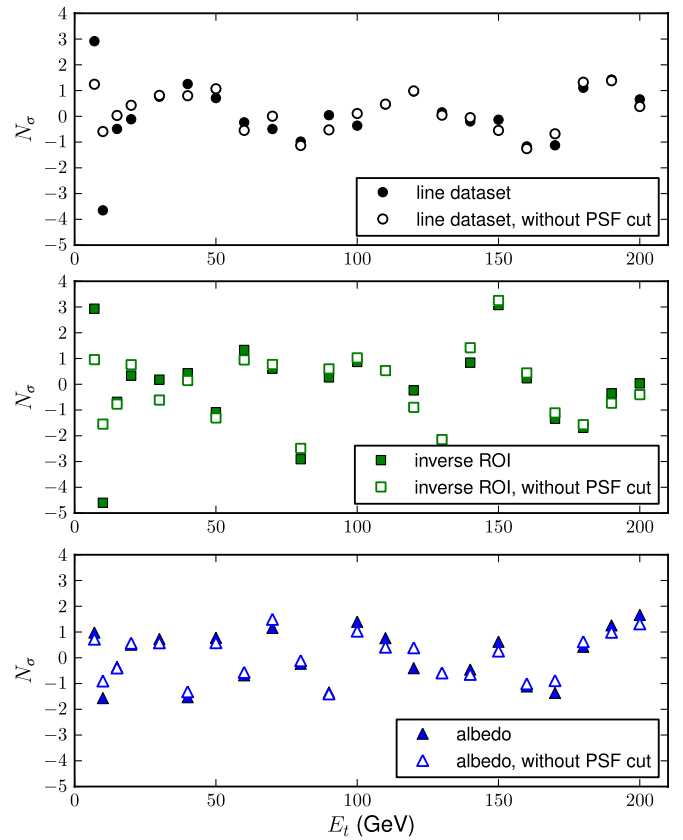 4
3
2
1
0
−1
−2
−3
−4
−5
Nσ
line dataset
line dataset, without PSF cut
0 50 100 150 200
4
3
2
1
0
−1
−2
−3
−4
−5
Nσ
inverse ROI
inverse ROI, without PSF cut
0 50 100 150 200
4
3
2
1
0
−1
−2
−3
−4
−5
Nσ
albedo
albedo, without PSF cut
0 50 100 150 200
Et (GeV)